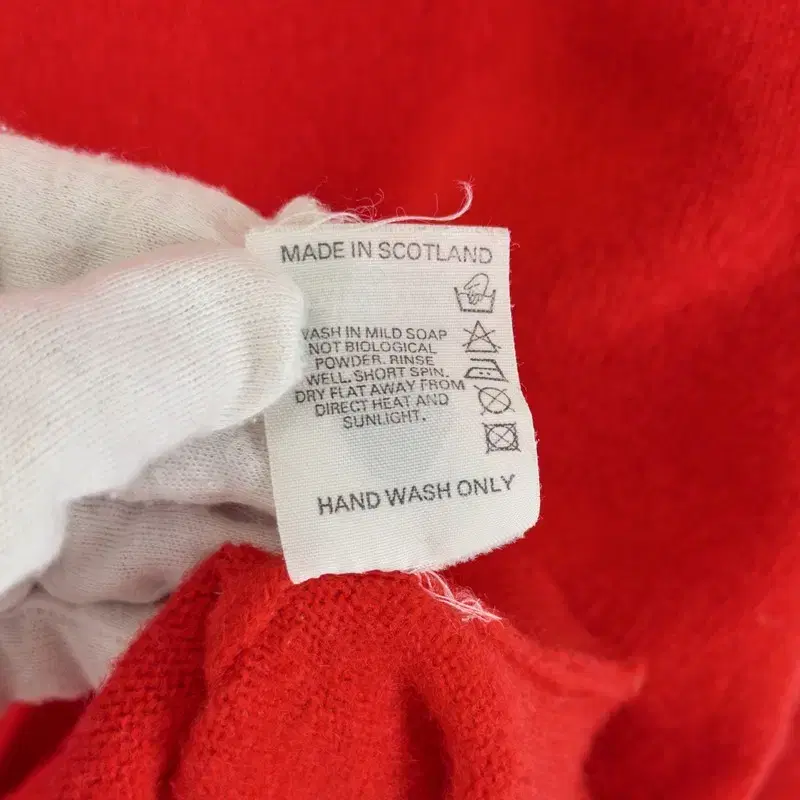 MADE IN SCOTLAND
WASH IN MILD SOAP
NOT BIOLOGICAL
POWDER. RINSE
WELL. SHORT SPIN.
DRY FLAT AWAY FROM
DIRECT HEAT AND
SUNLIGHT.
HAND WASH ONLY